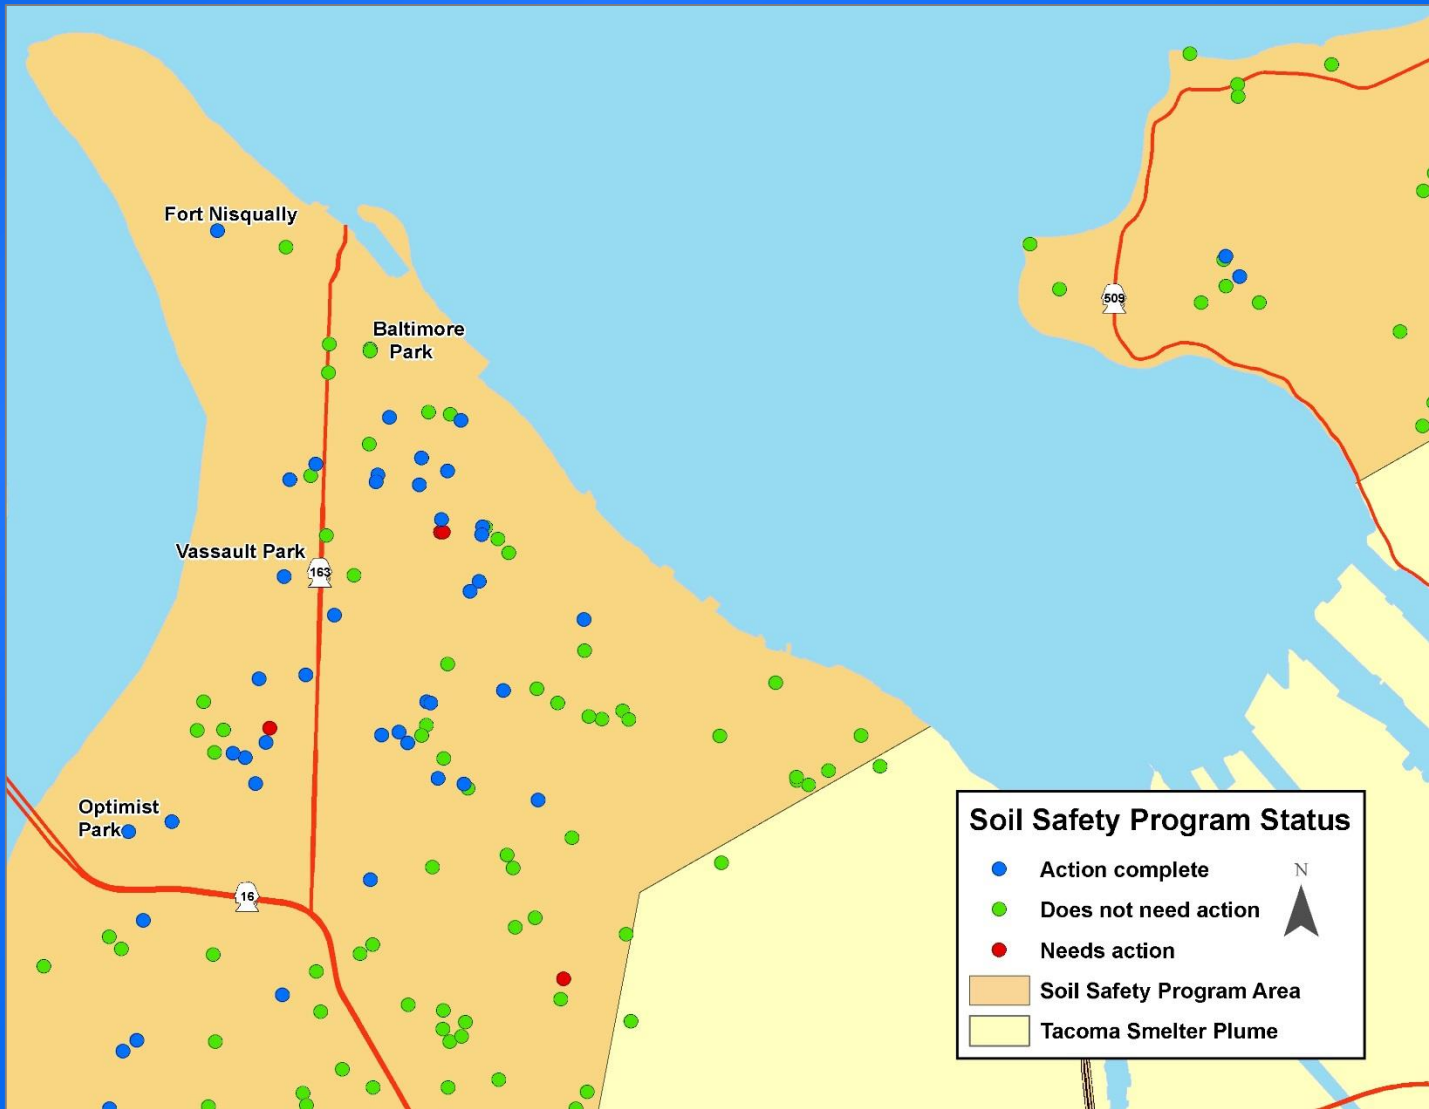 Fort Nisqually
Baltimore
Park
509
Vassault Park
163
Optimist
Park
16
Soil Safety Program Status
Action complete
N
Does not need action
Needs action
Soil Safety Program Area
Tacoma Smelter Plume